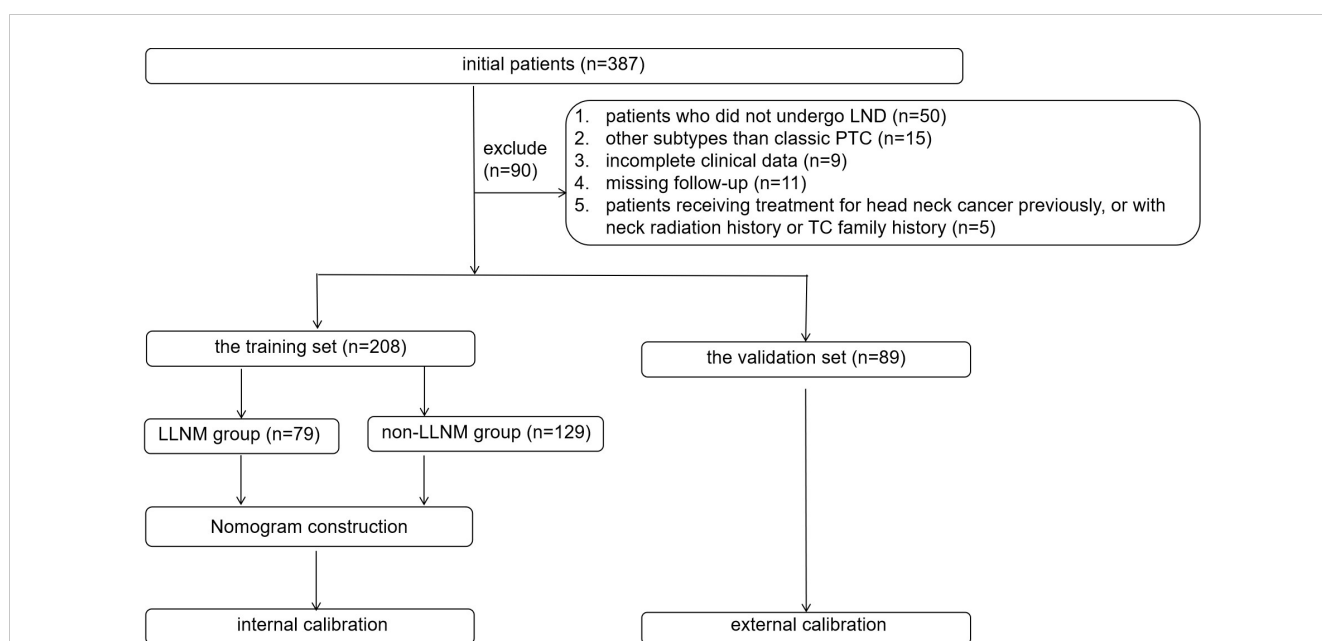 initial patients (n=387)
exclude
(n=90)
1. patients who did not undergo LND (n=50)
2. other subtypes than classic PTC (n=15)
3. incomplete clinical data (n=9)
4. missing follow-up (n=11)
5. patients receiving treatment for head neck cancer previously, or with
neck radiation history or TC family history (n=5)
the training set (n=208)
the validation set (n=89)
LLNM group (n=79)
non-LLNM group (n=129)
Nomogram construction
internal calibration
external calibration